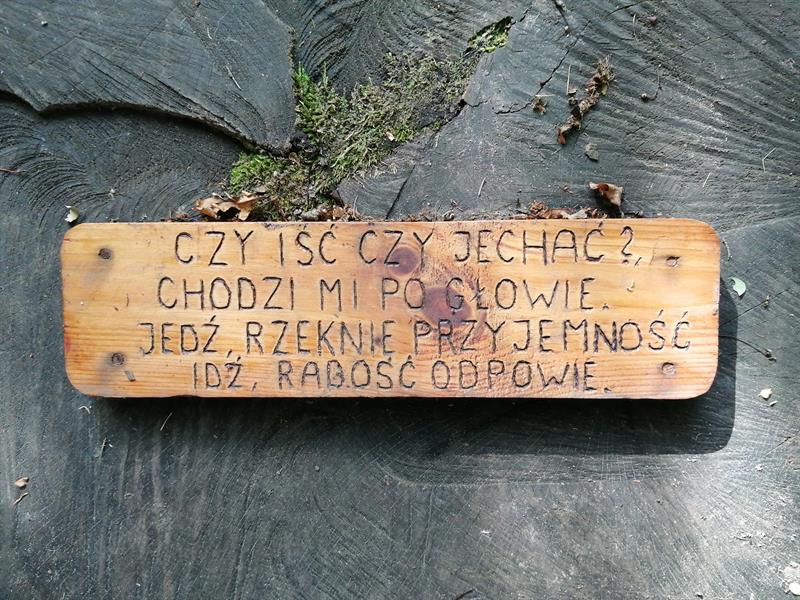 CZY IŚĆ CZY JECHAĆ?,
CHODZI MI PO GŁOWIE.
JEDŹ, RZEKNIE PRZYJEMNOŚĆ
IDŹ, RADOŚĆ ODPOWIE.